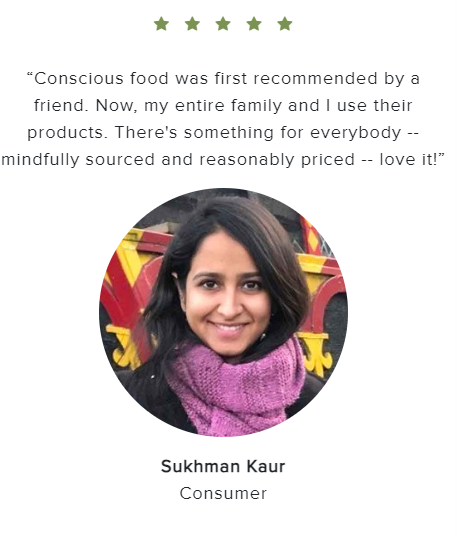 “Conscious food was first recommended by a
friend. Now, my entire family and I use their
products. There's something for everybody --
mindfully sourced and reasonably priced -- love it!”
Sukhman Kaur
Consumer